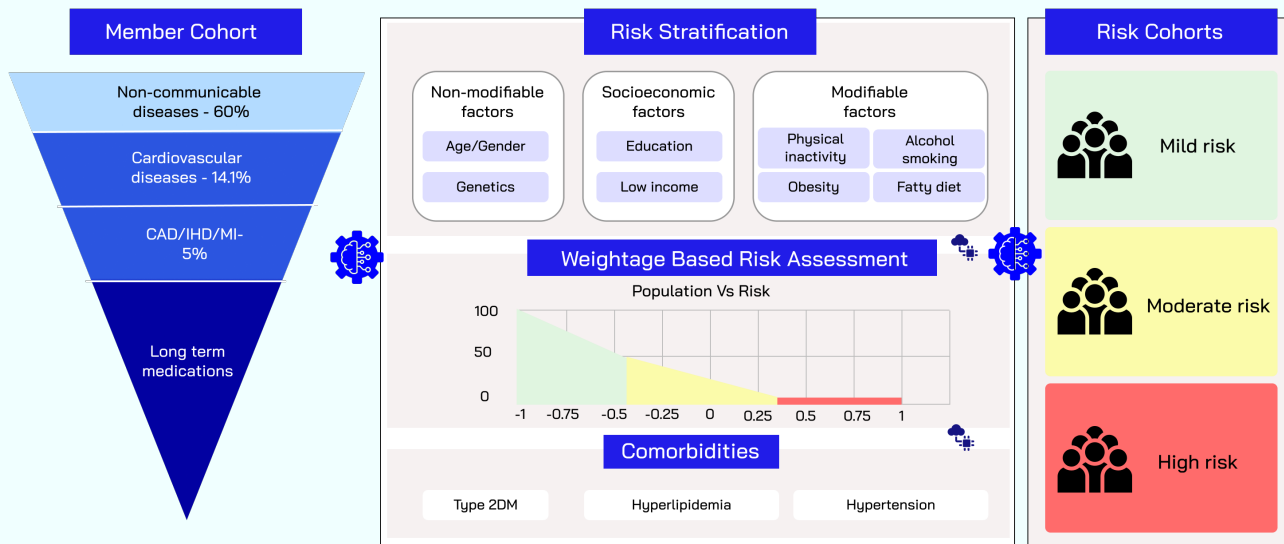 Member Cohort
Non-communicable
diseases - 60%
Cardiovascular
diseases - 14.1%
CAD/IHD/MI-
5%
Long term
medications
Risk Stratification
Non-modifiable
factors
Age/Gender
Genetics
Socioeconomic
factors
Education
Low income
Modifiable
factors
Physical
inactivity
Alcohol
smoking
Obesity
Fatty diet
Weightage Based Risk Assessment
Population Vs Risk
100
50
0
-1 -0.75 -0.5 -0.25 0 0.25 0.5 0.75 1
Comorbidities
Type 2DM
Hyperlipidemia
Hypertension
Risk Cohorts
Mild risk
Moderate risk
High risk